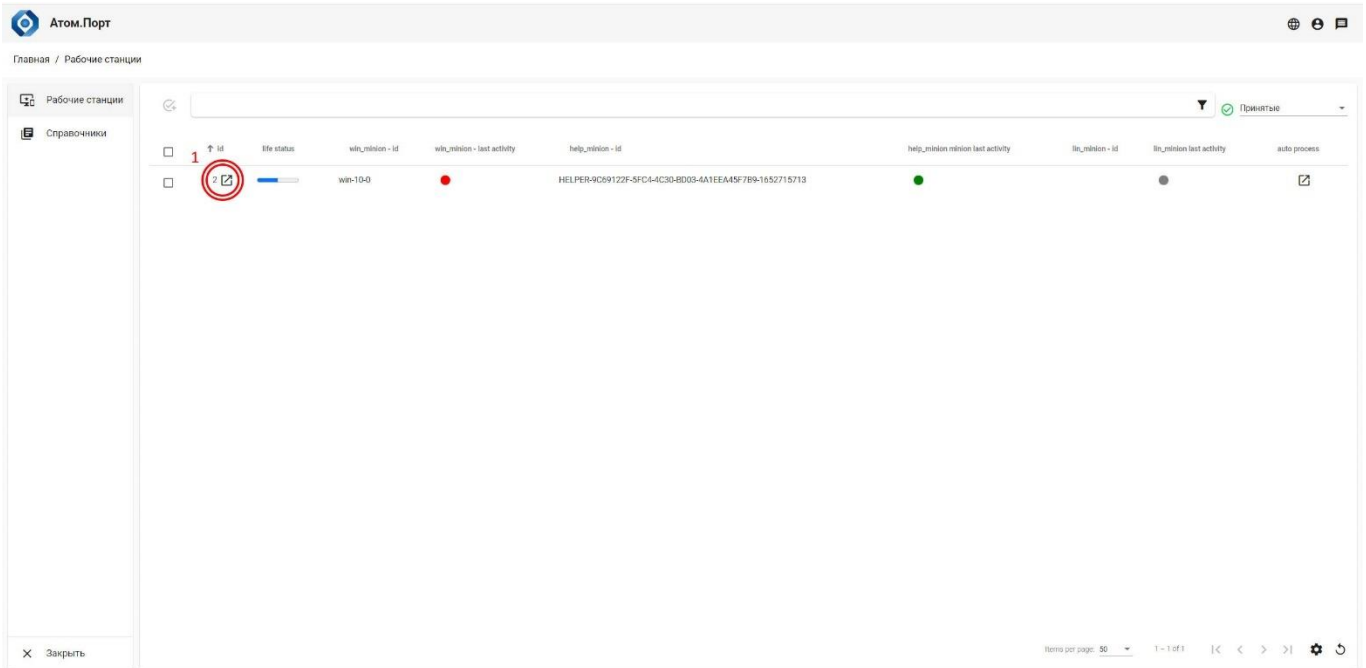 Атом.Порт
Главная / Рабочие станции
Рабочие станции
Справочники
Принятые
1
id life status win_minion - id win_minion - last activity help_minion - id help_minion minion last activity lin_minion - id lin_minion last activity auto process
2 win-10-0 HELPER-9C69122F-5FC4-4C30-BD03-4A1EEA45F7B9-1652715713
Закрыть
Items per page: 50 1 – 1 of 1